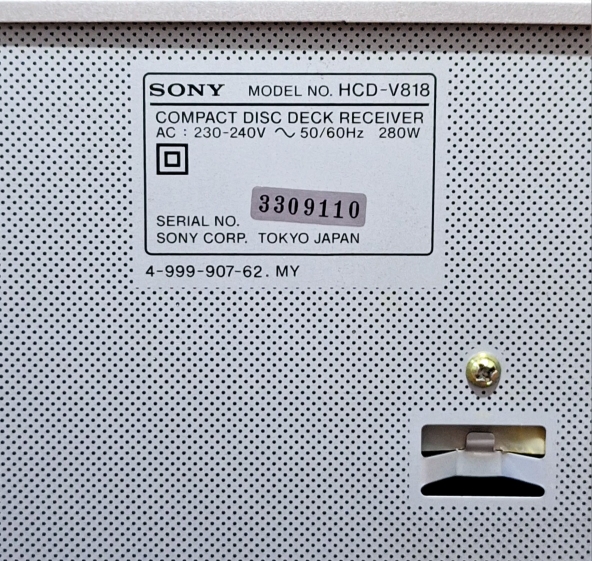 SONY MODEL NO. HCD-V818
COMPACT DISC DECK RECEIVER
AC : 230-240V ～ 50/60Hz 280W
3309110
SERIAL NO.
SONY CORP. TOKYO JAPAN
4-999-907-62. MY